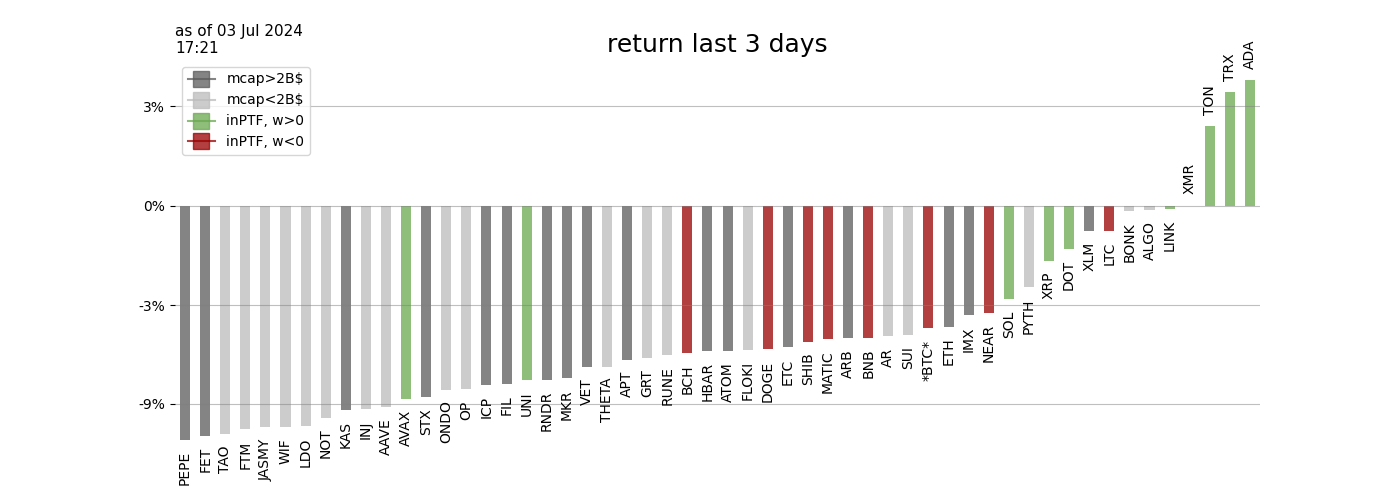 as of 03 Jul 2024
17:21
return last 3 days
mcap>2B$
mcap<2B$
inPTF, w>0
inPTF, w<0
3%
0%
-3%
-9%
PEPE
FET
TAO
FTM
JASMY
WIF
LDO
NOT
KAS
INJ
AAVE
AVAX
STX
ONDO
OP
ICP
FIL
UNI
RNDR
MKR
VET
THETA
APT
GRT
RUNE
BCH
HBAR
ATOM
FLOKI
DOGE
ETC
SHIB
MATIC
ARB
BNB
AR
SUI
*BTC*
ETH
IMX
NEAR
SOL
PYTH
XRP
DOT
XLM
LTC
BONK
ALGO
LINK
XMR
TON
TRX
ADA